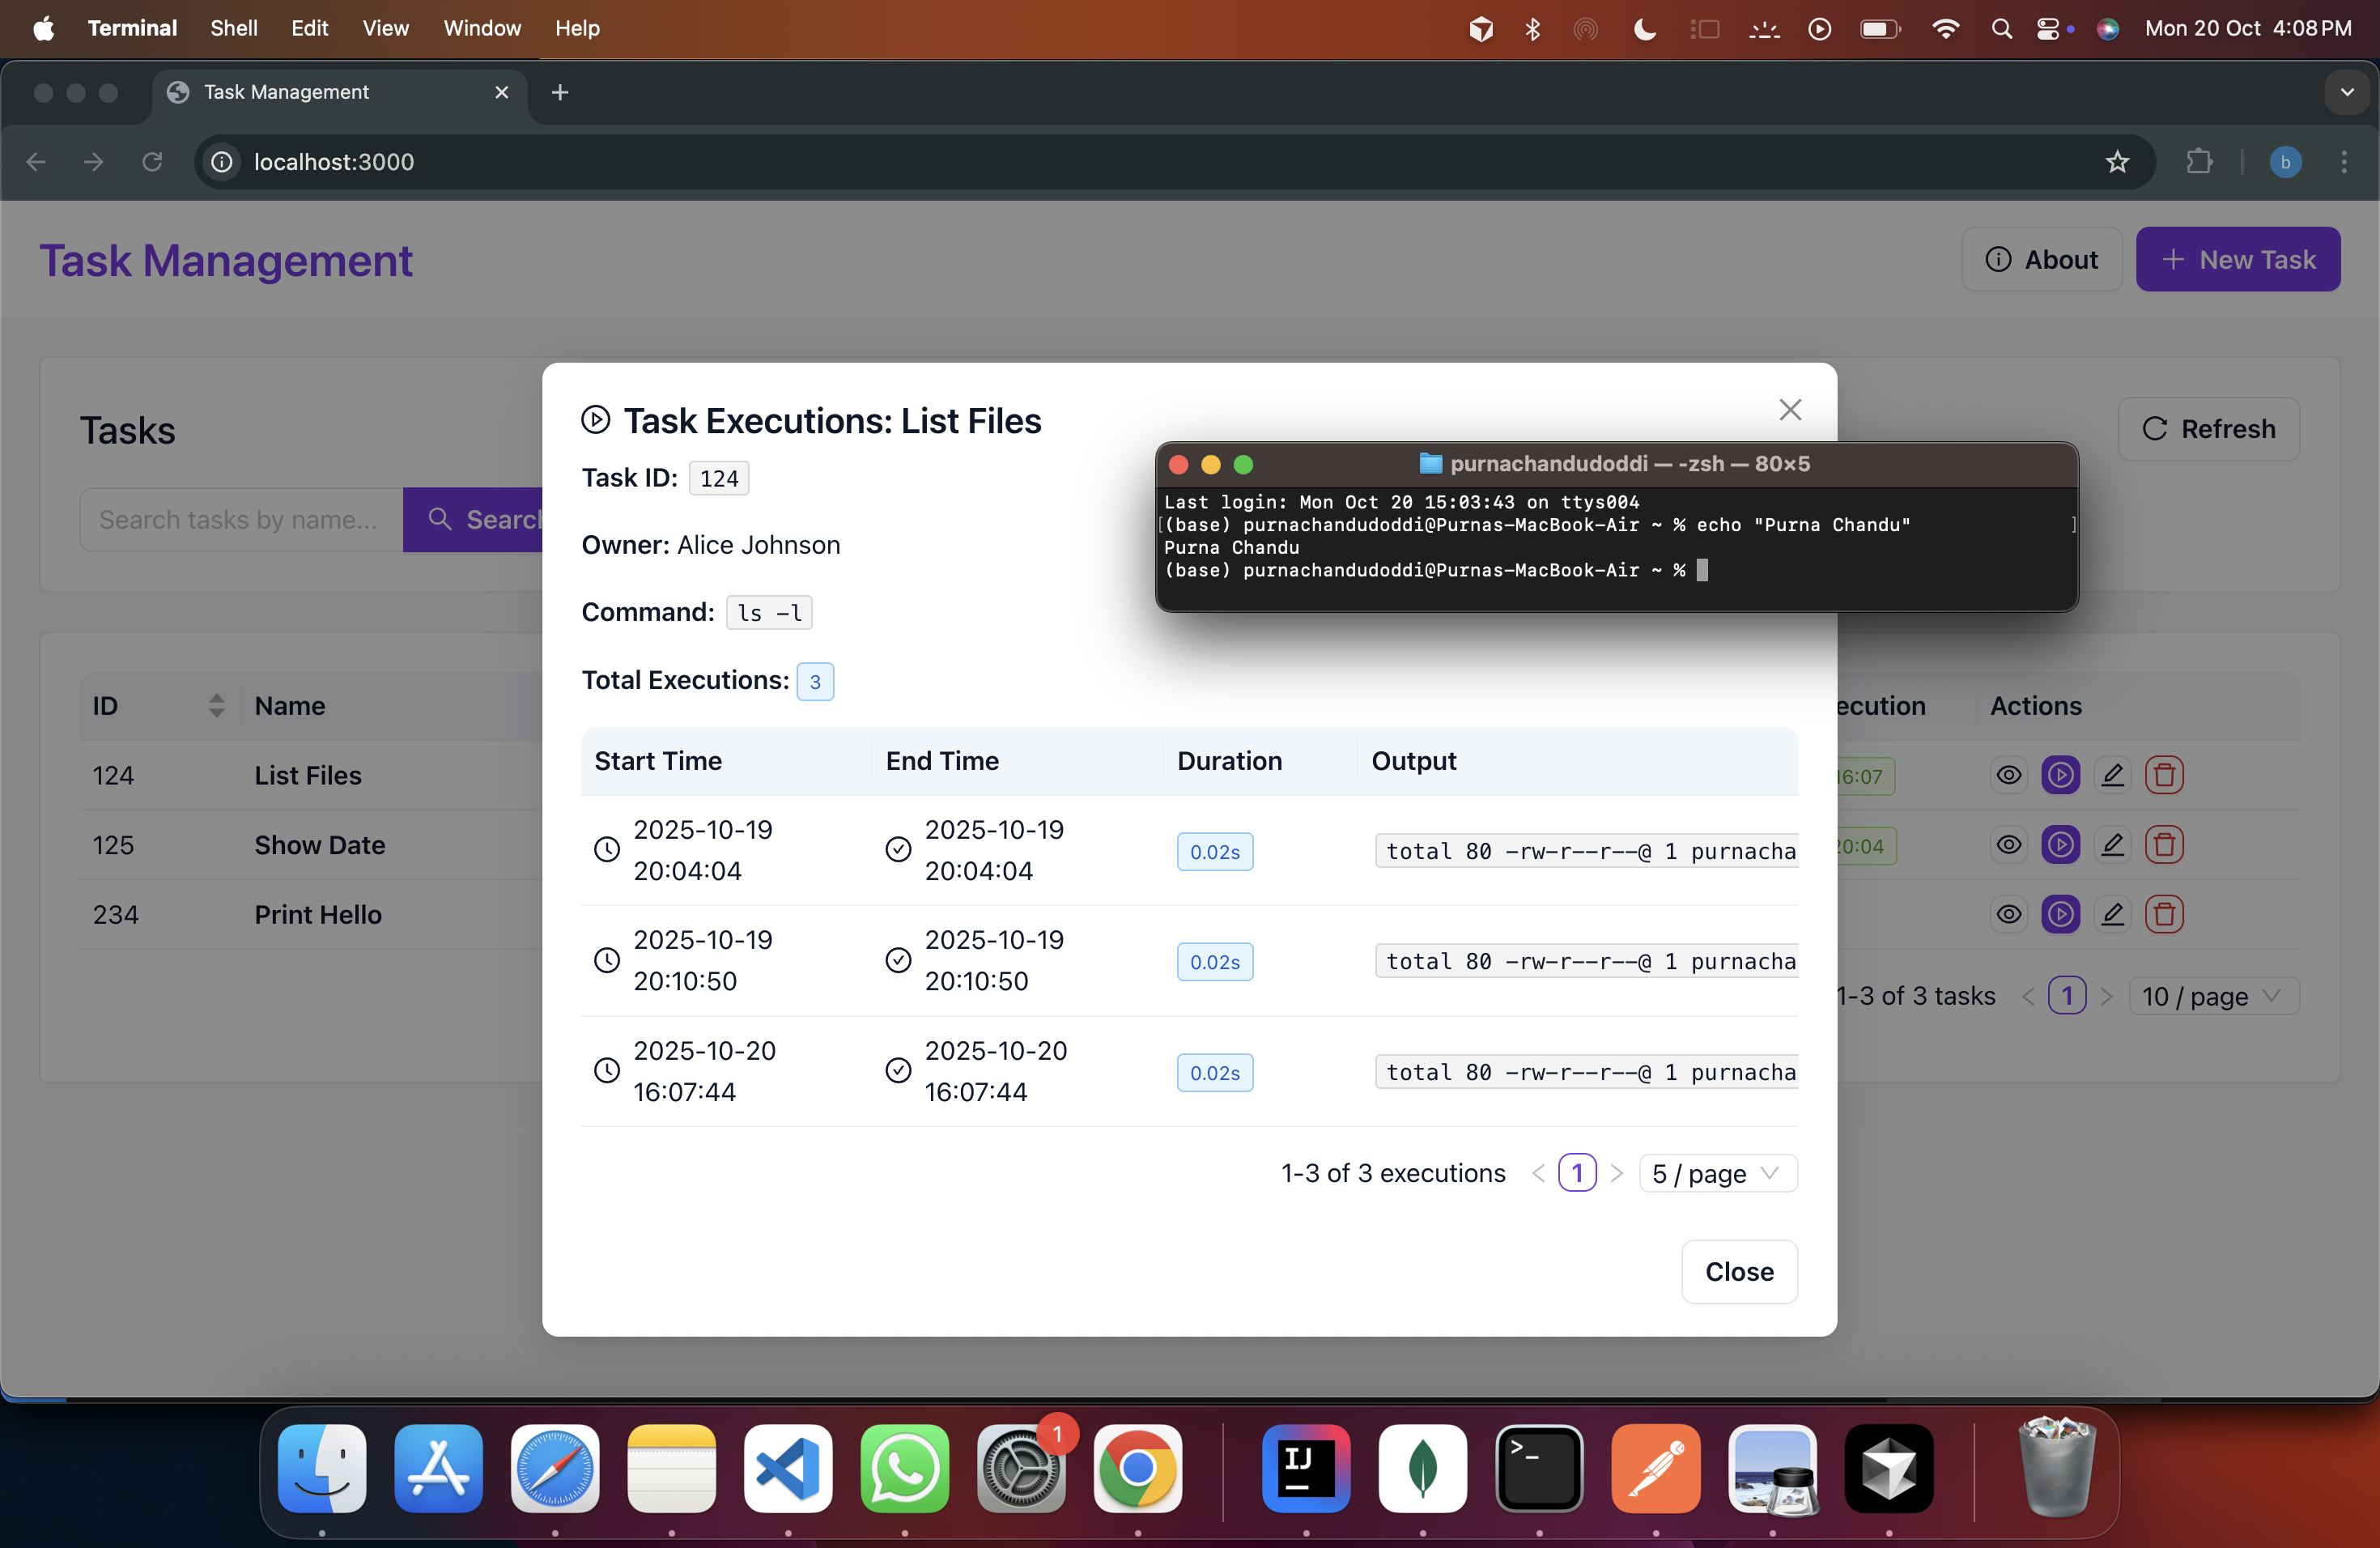 Terminal Shell Edit View Window Help Mon 20 Oct 4:08 PM
Task Management
localhost:3000 b
Task Management About New Task
Tasks Refresh
Search tasks by name...
Task Executions: List Files
Task ID: 124
Owner: Alice Johnson
Command: ls -l
Total Executions: 3
purnachandudoddi — -zsh — 80×5
Last login: Mon Oct 20 15:03:43 on ttys004
[(base) purnachandudoddi@Purnas-MacBook-Air ~ % echo "Purna Chandu" ]
Purna Chandu
(base) purnachandudoddi@Purnas-MacBook-Air ~ %
ID Name Actions
124 List Files 16:07
125 Show Date 20:04
234 Print Hello
1-3 of 3 tasks 1 10 / page
Start Time End Time Duration Output
2025-10-19 2025-10-19
20:04:04 20:04:04 0.02s total 80 -rw-r--r--@ 1 purnacha
2025-10-19 2025-10-19
20:10:50 20:10:50 0.02s total 80 -rw-r--r--@ 1 purnacha
2025-10-20 2025-10-20
16:07:44 16:07:44 0.02s total 80 -rw-r--r--@ 1 purnacha
1-3 of 3 executions 1 5 / page
Close
1
IJ